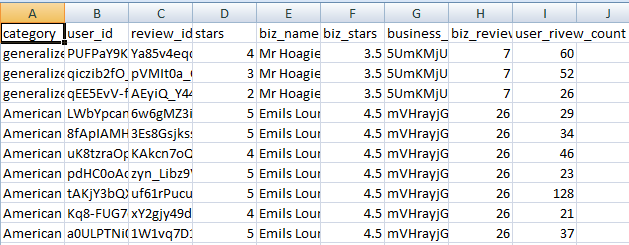 A B C D E F G H I J
category user_id review_id stars biz_name biz_stars business_ biz_review user_rivew_count
generalize PUFPaY9K Ya85v4eqc 4 Mr Hoagie 3.5 5UmKMjU 7 60
generalize qiczib2fO_ pVMIt0a_ 3 Mr Hoagie 3.5 5UmKMjU 7 52
generalize qEE5EvV-f AEyiQ_Y44 2 Mr Hoagie 3.5 5UmKMjU 7 26
American LWbYpcan 6w6gMZ3i 5 Emils Lour 4.5 mVHrayjG 26 29
American 8fApIAMH 3Es8Gsjkss 5 Emils Lour 4.5 mVHrayjG 26 34
American uK8tzraOp KAkcn7oQ 4 Emils Lour 4.5 mVHrayjG 26 46
American pdHC0oAc zyn_Libz9 5 Emils Lour 4.5 mVHrayjG 26 23
American tAKjY3bQ uf61rPucu 5 Emils Lour 4.5 mVHrayjG 26 128
American Kq8-FUG7 xY2gjy49d 4 Emils Lour 4.5 mVHrayjG 26 21
American a0ULPTNi 1W1vq7D 5 Emils Lour 4.5 mVHrayjG 26 37